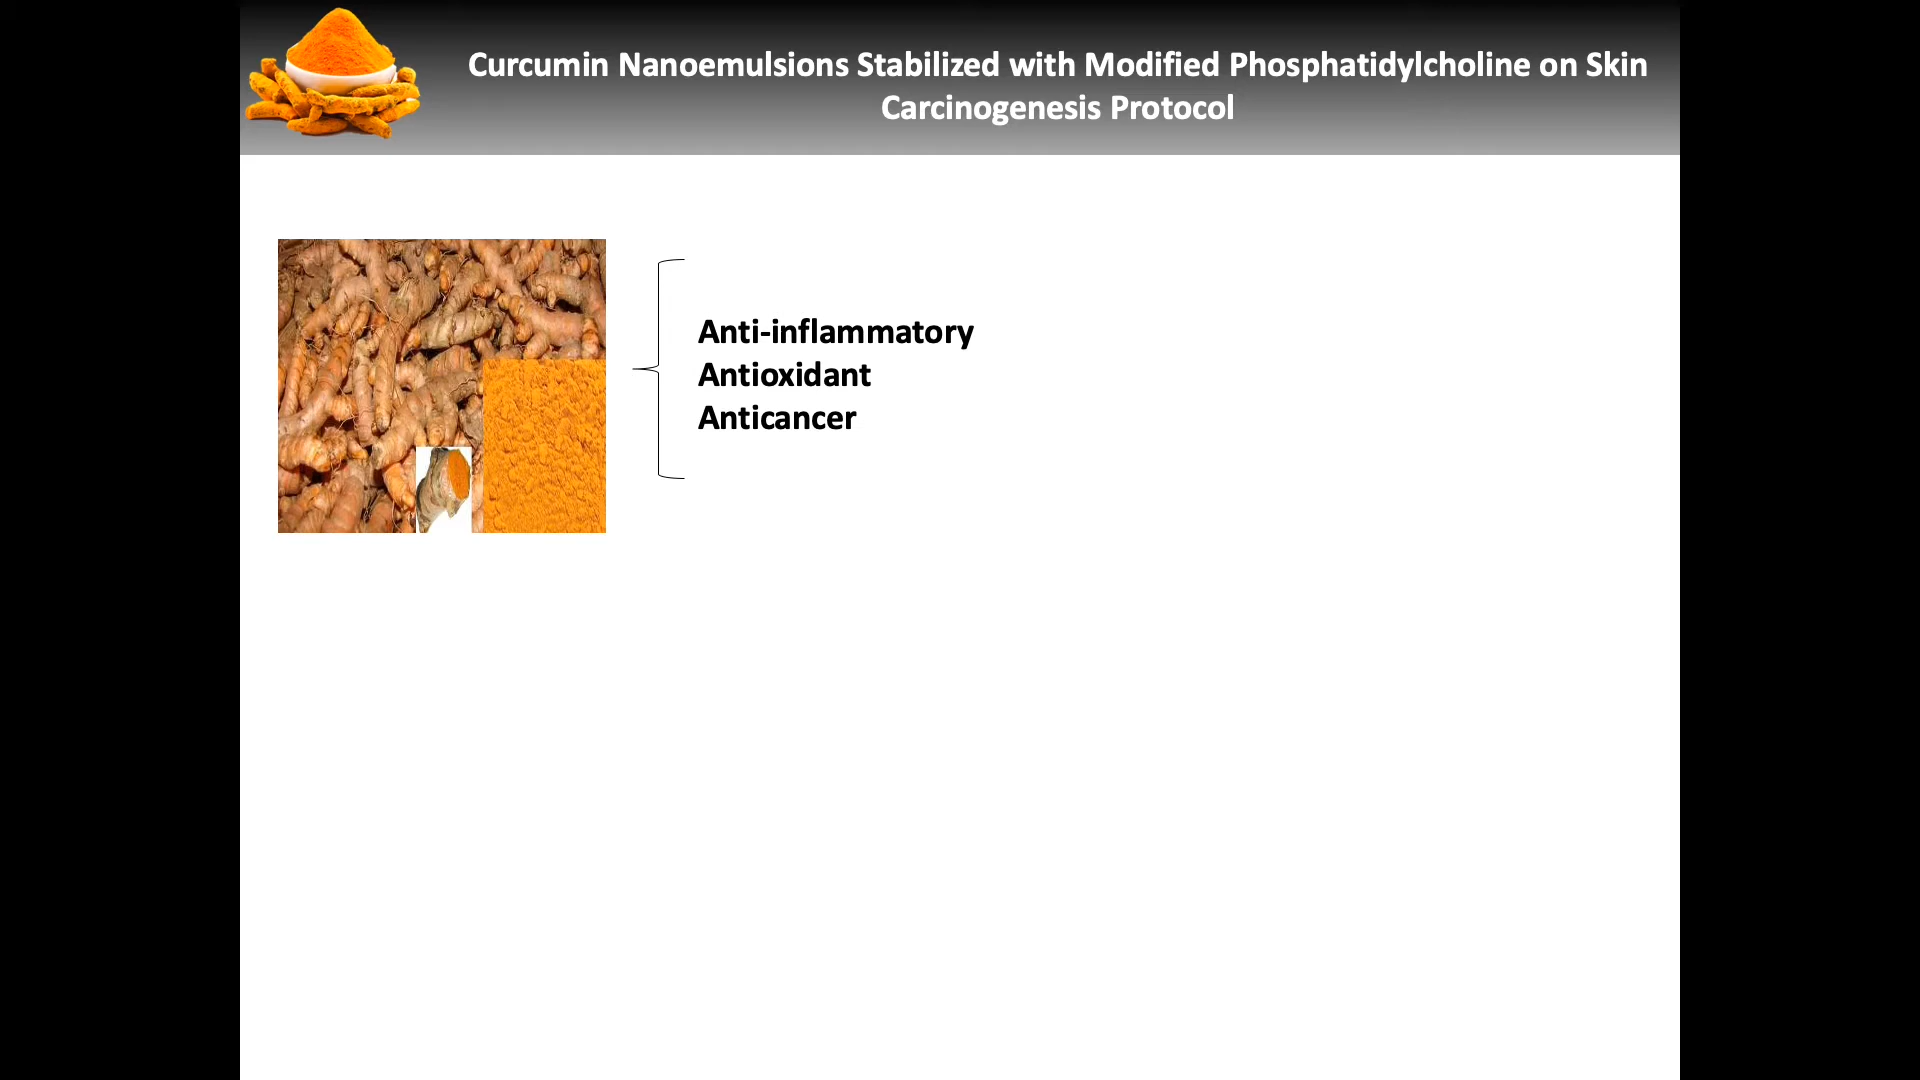 Curcumin Nanoemulsions Stabilized with Modified Phosphatidylcholine on Skin
Carcinogenesis Protocol
Anti-inflammatory
Antioxidant
Anticancer